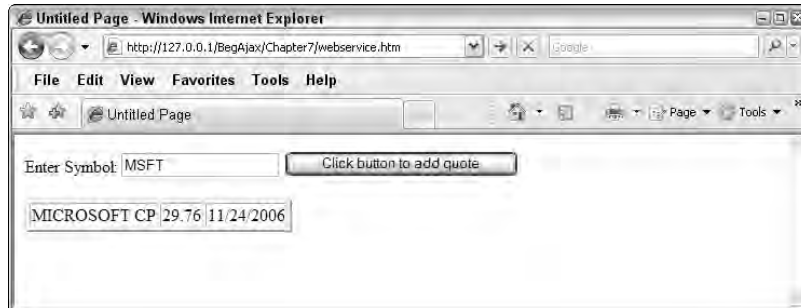 Untitled Page - Windows Internet Explorer
http://127.0.0.1/BegAjax/Chapter7/webservice.htm Google
File Edit View Favorites Tools Help
Untitled Page Page Tools »
Enter Symbol: MSFT Click button to add quote
MICROSOFT CP 29.76 11/24/2006